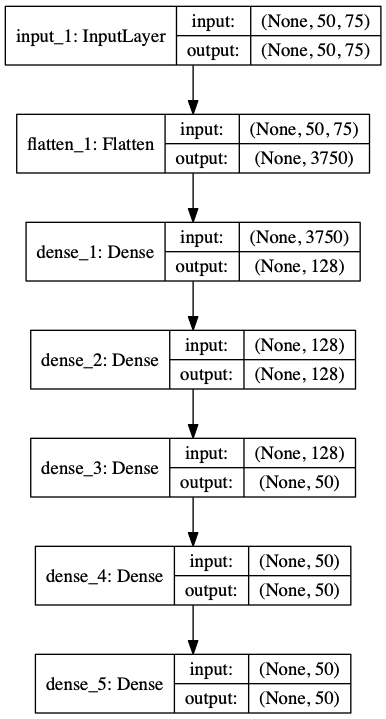 input_1: InputLayer
input: (None, 50, 75)
output: (None, 50, 75)
flatten_1: Flatten
input: (None, 50, 75)
output: (None, 3750)
dense_1: Dense
input: (None, 3750)
output: (None, 128)
dense_2: Dense
input: (None, 128)
output: (None, 128)
dense_3: Dense
input: (None, 128)
output: (None, 50)
dense_4: Dense
input: (None, 50)
output: (None, 50)
dense_5: Dense
input: (None, 50)
output: (None, 50)